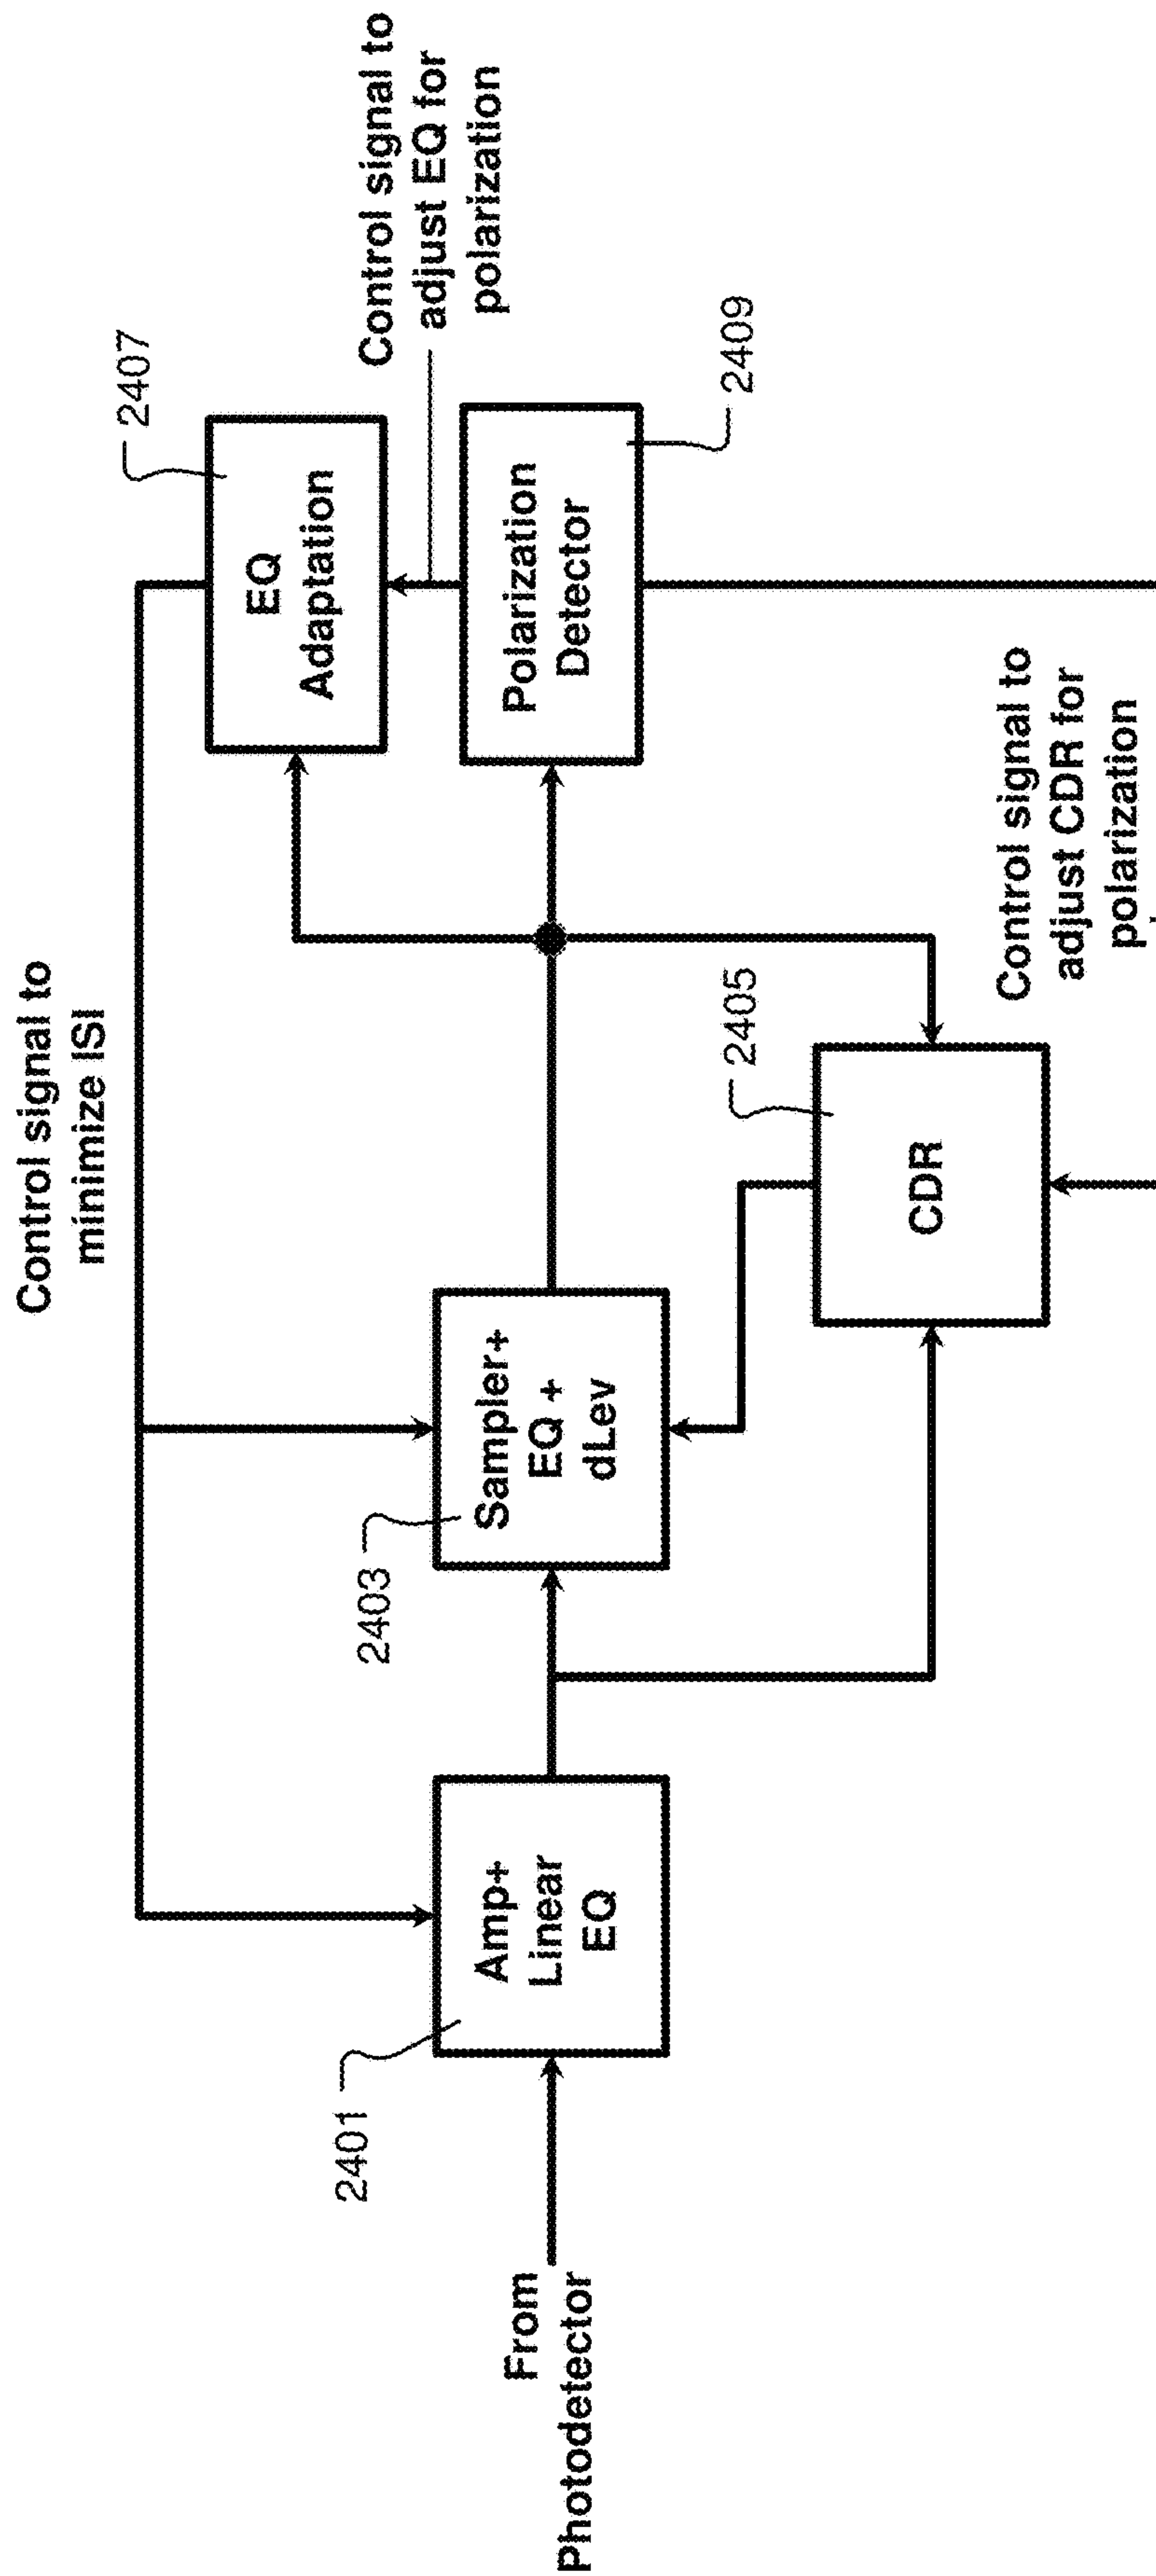 Control signal to
minimize ISI
2407
EQ
Adaptation
Control signal to
adjust EQ for
polarization
2401
Amp+
Linear
EQ
2403
Sampler+
EQ +
dLev
Polarization
Detector
2409
From
Photodetector
2405
CDR
Control signal to
adjust CDR for
polarization